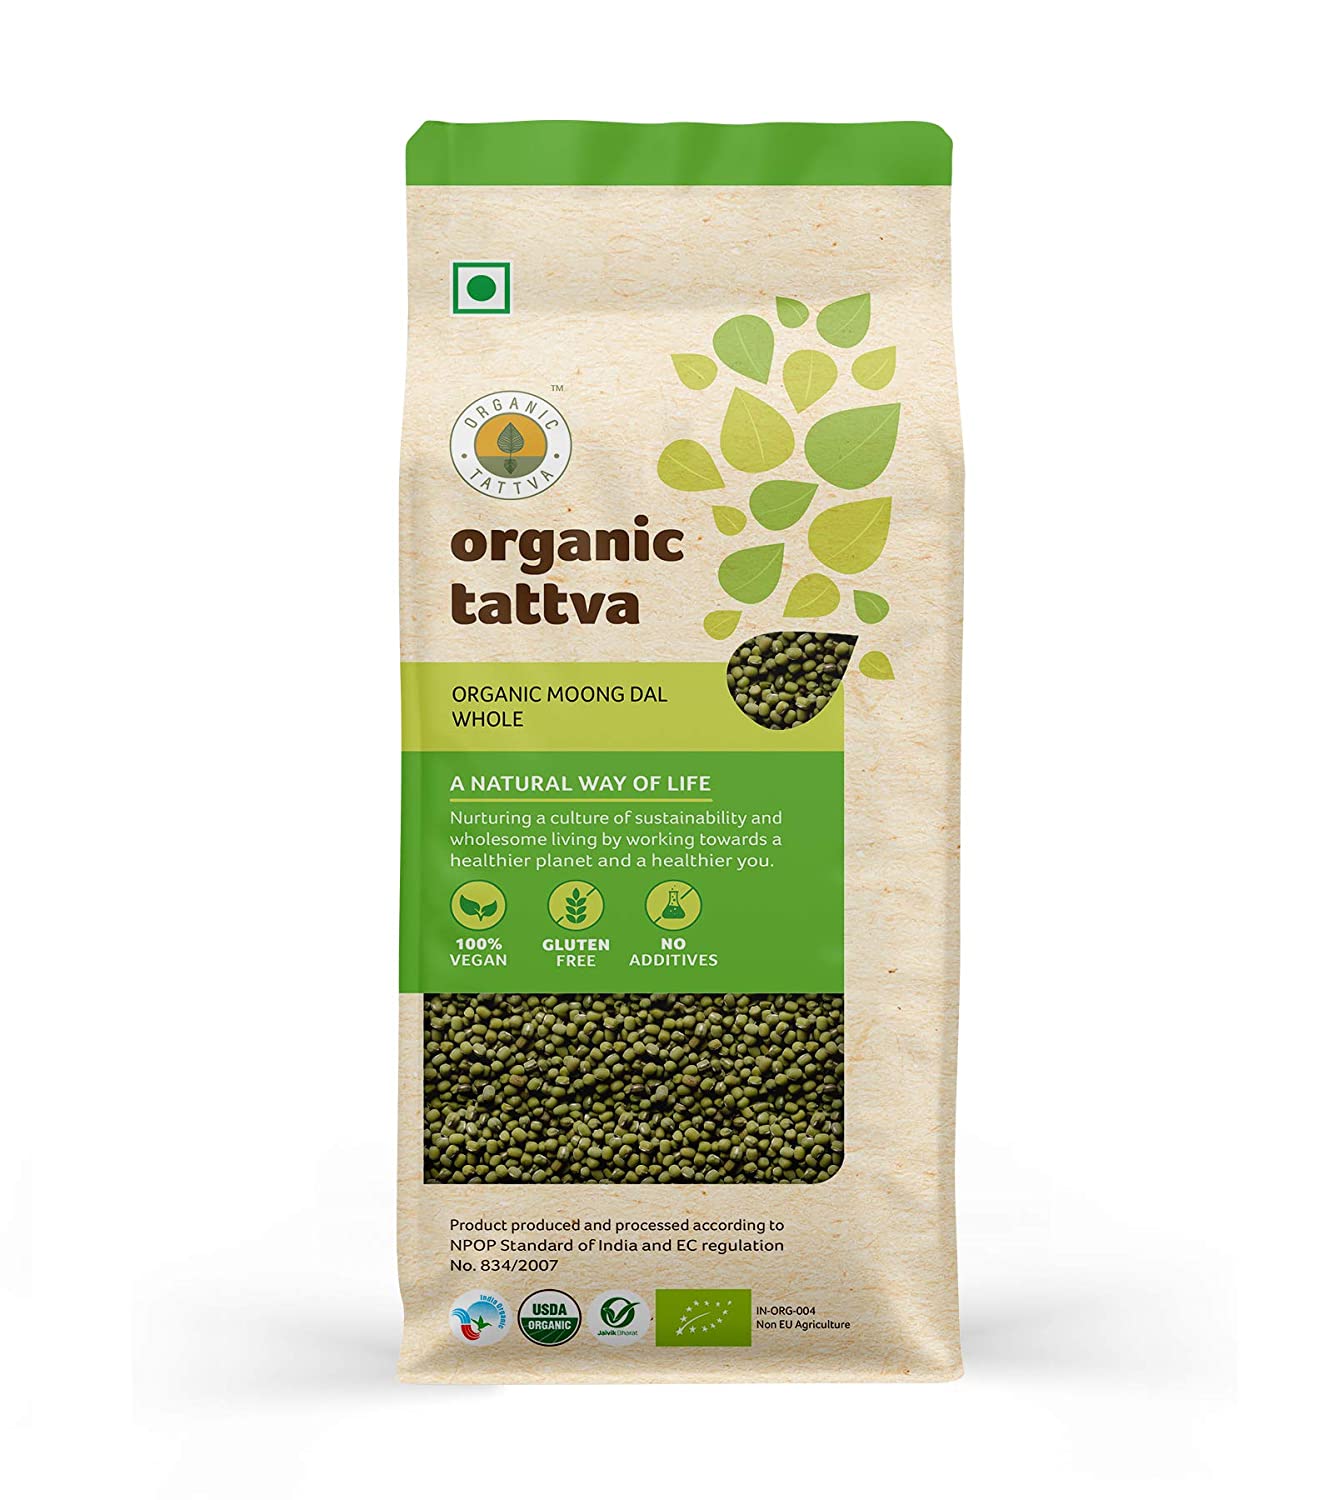 ORGANIC
TATTVA
TM
organic
tattva
ORGANIC MOONG DAL
WHOLE
A NATURAL WAY OF LIFE
Nurturing a culture of sustainability and
wholesome living by working towards a
healthier planet and a healthier you.
100%
VEGAN
GLUTEN
FREE
NO
ADDITIVES
Product produced and processed according to
NPOP Standard of India and EC regulation
No. 834/2007
India Organic
USDA
ORGANIC
Jaivik Bharat
IN-ORG-004
Non EU Agriculture